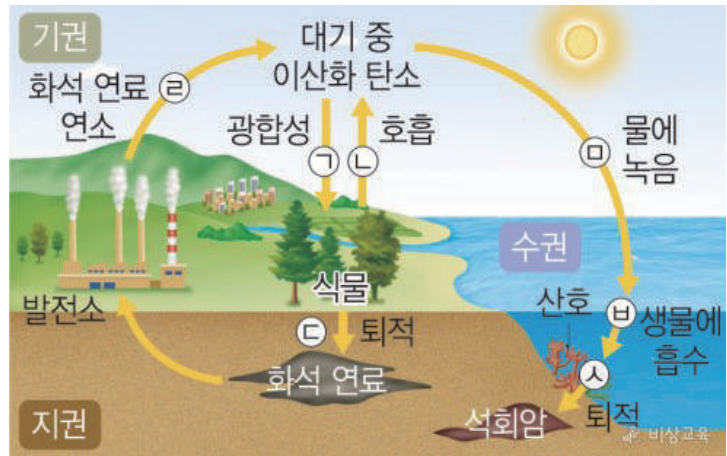 기권
대기 중
이산화 탄소
화석 연료 ㄹ
연소
광합성
호흡
ㄱ
ㄴ
ㅁ
물에
녹음
수권
식물
발전소
ㄷ 퇴적
화석 연료
산호
ㅂ 생물에
흡수
ㅅ
퇴적
석회암
지권
비상교육